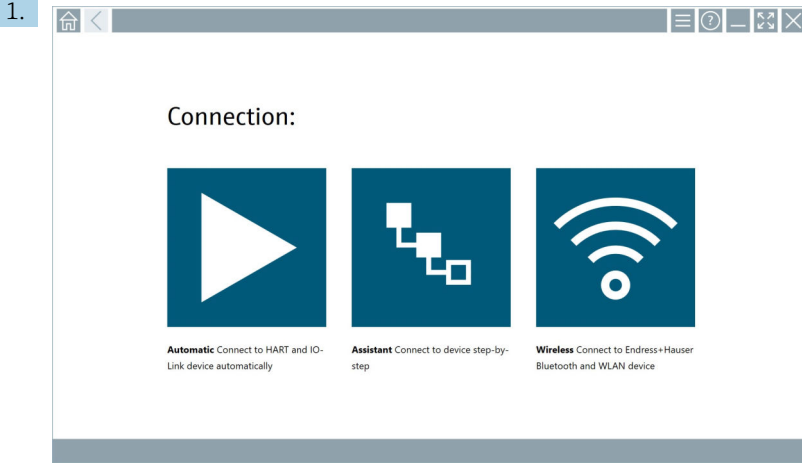 1.
Connection:
Automatic Connect to HART and IO-
Link device automatically
Assistant Connect to device step-by-
step
Wireless Connect to Endress+Hauser
Bluetooth and WLAN device